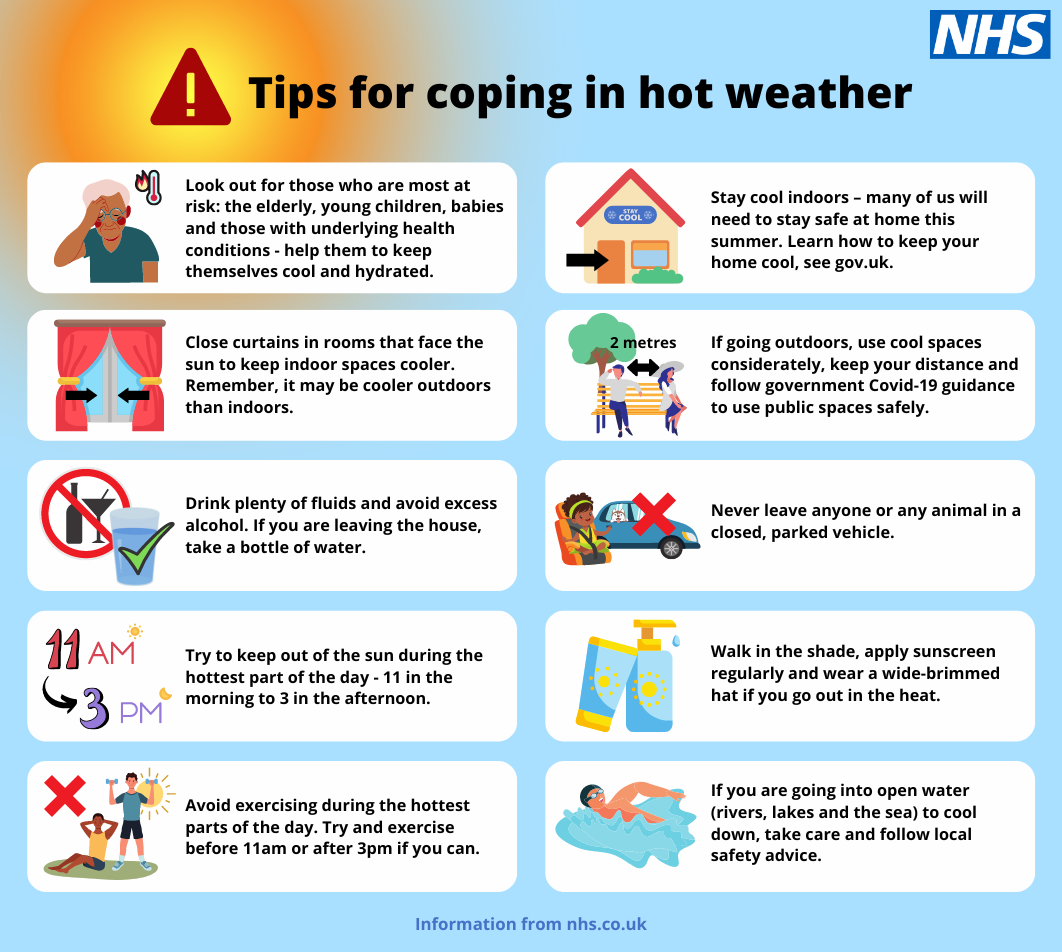 NHS
Tips for coping in hot weather
Look out for those who are most at
risk: the elderly, young children, babies
and those with underlying health
conditions - help them to keep
themselves cool and hydrated.
STAY
COOL
Stay cool indoors – many of us will
need to stay safe at home this
summer. Learn how to keep your
home cool, see gov.uk.
Close curtains in rooms that face the
sun to keep indoor spaces cooler.
Remember, it may be cooler outdoors
than indoors.
2 metres
If going outdoors, use cool spaces
considerately, keep your distance and
follow government Covid-19 guidance
to use public spaces safely.
Drink plenty of fluids and avoid excess
alcohol. If you are leaving the house,
take a bottle of water.
Never leave anyone or any animal in a
closed, parked vehicle.
11 AM
3 PM
Try to keep out of the sun during the
hottest part of the day - 11 in the
morning to 3 in the afternoon.
Walk in the shade, apply sunscreen
regularly and wear a wide-brimmed
hat if you go out in the heat.
Avoid exercising during the hottest
parts of the day. Try and exercise
before 11am or after 3pm if you can.
If you are going into open water
(rivers, lakes and the sea) to cool
down, take care and follow local
safety advice.
Information from nhs.co.uk